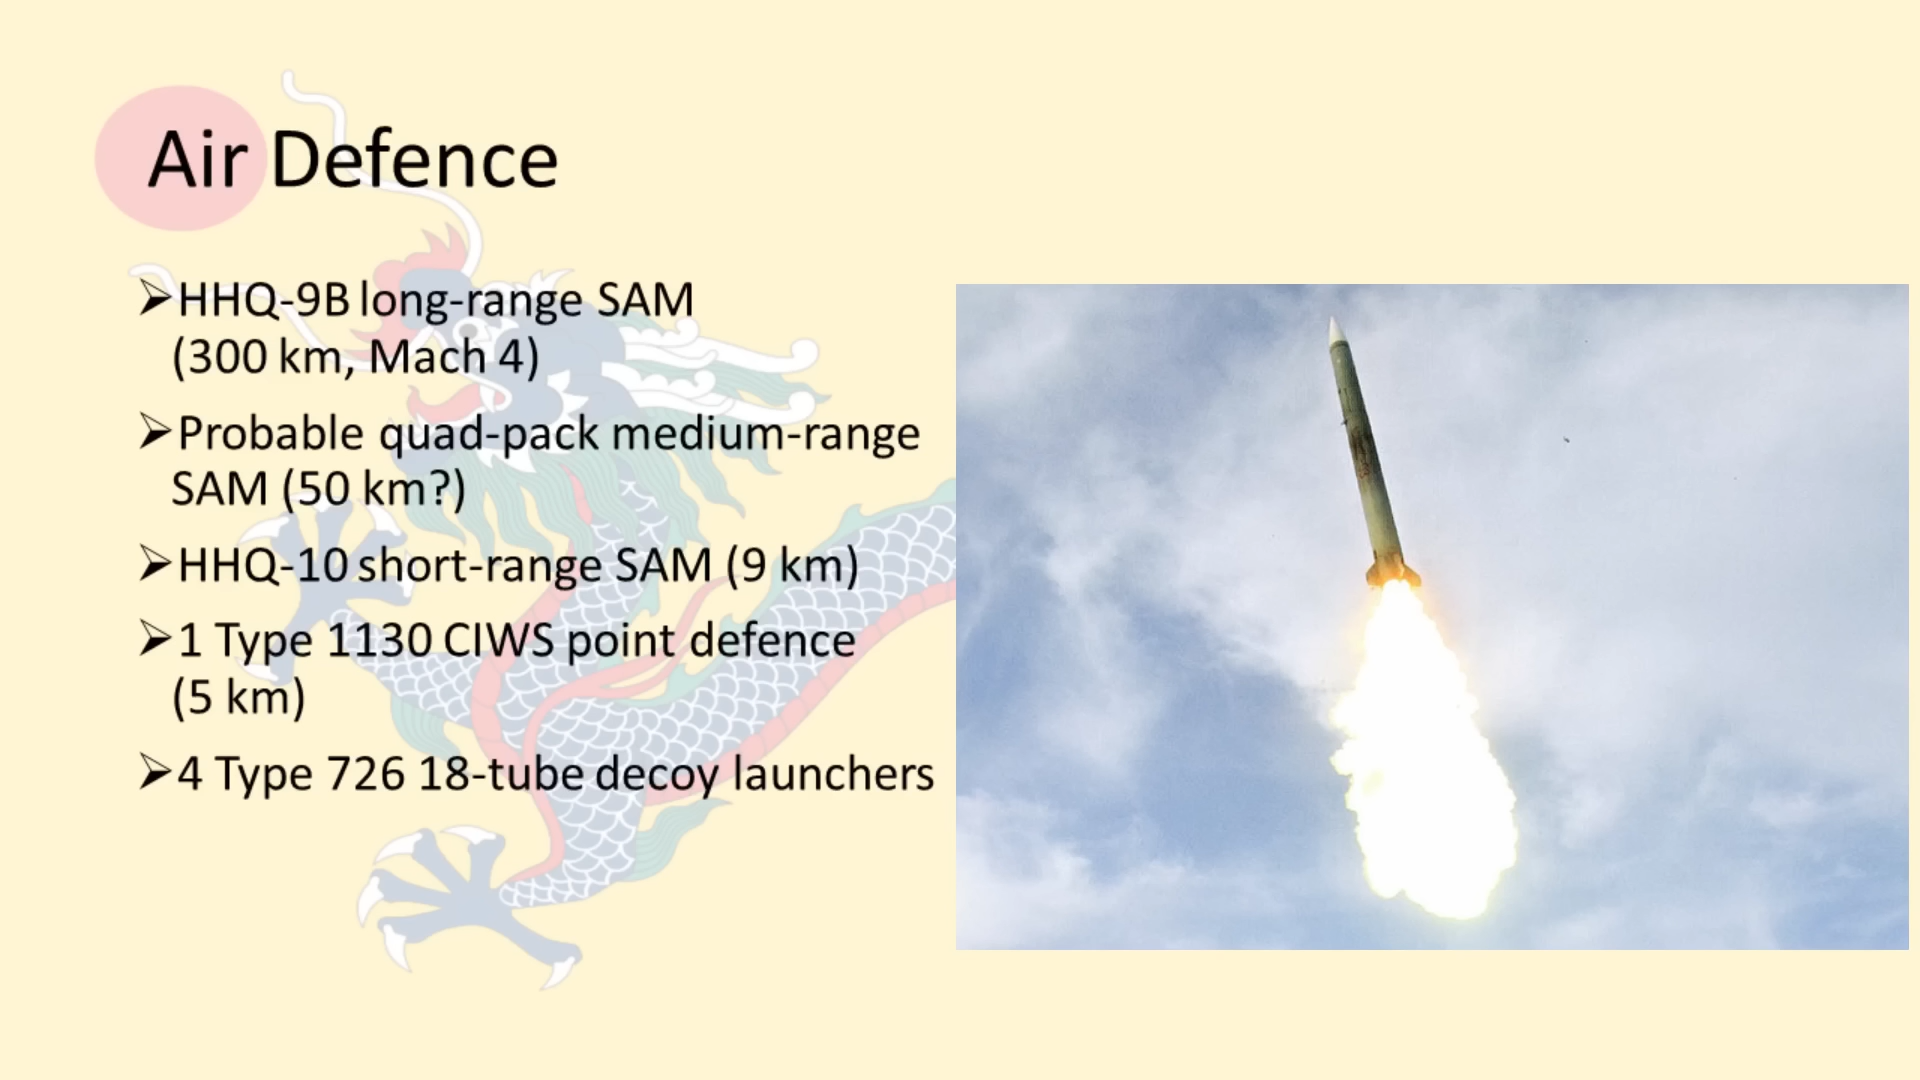 Air Defence
➢HHQ-9B long-range SAM
(300 km, Mach 4)
➢Probable quad-pack medium-range
SAM (50 km?)
➢HHQ-10 short-range SAM (9 km)
➢1 Type 1130 CIWS point defence
(5 km)
➢4 Type 726 18-tube decoy launchers